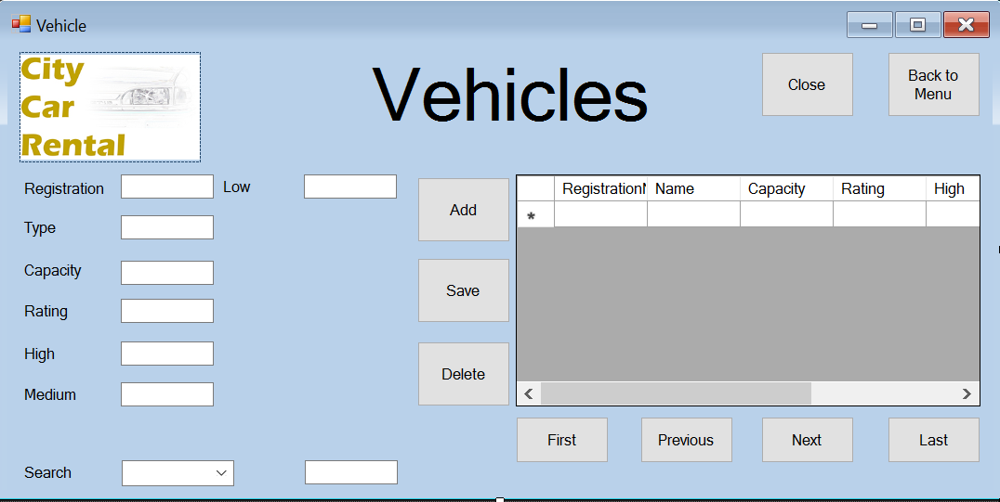 Vehicle
City
Car
Rental
Vehicles
Close
Back to
Menu
Registration
Low
Type
Capacity
Rating
High
Medium
Search
Add
Save
Delete
RegistrationN Name Capacity Rating High
*
First Previous Next Last